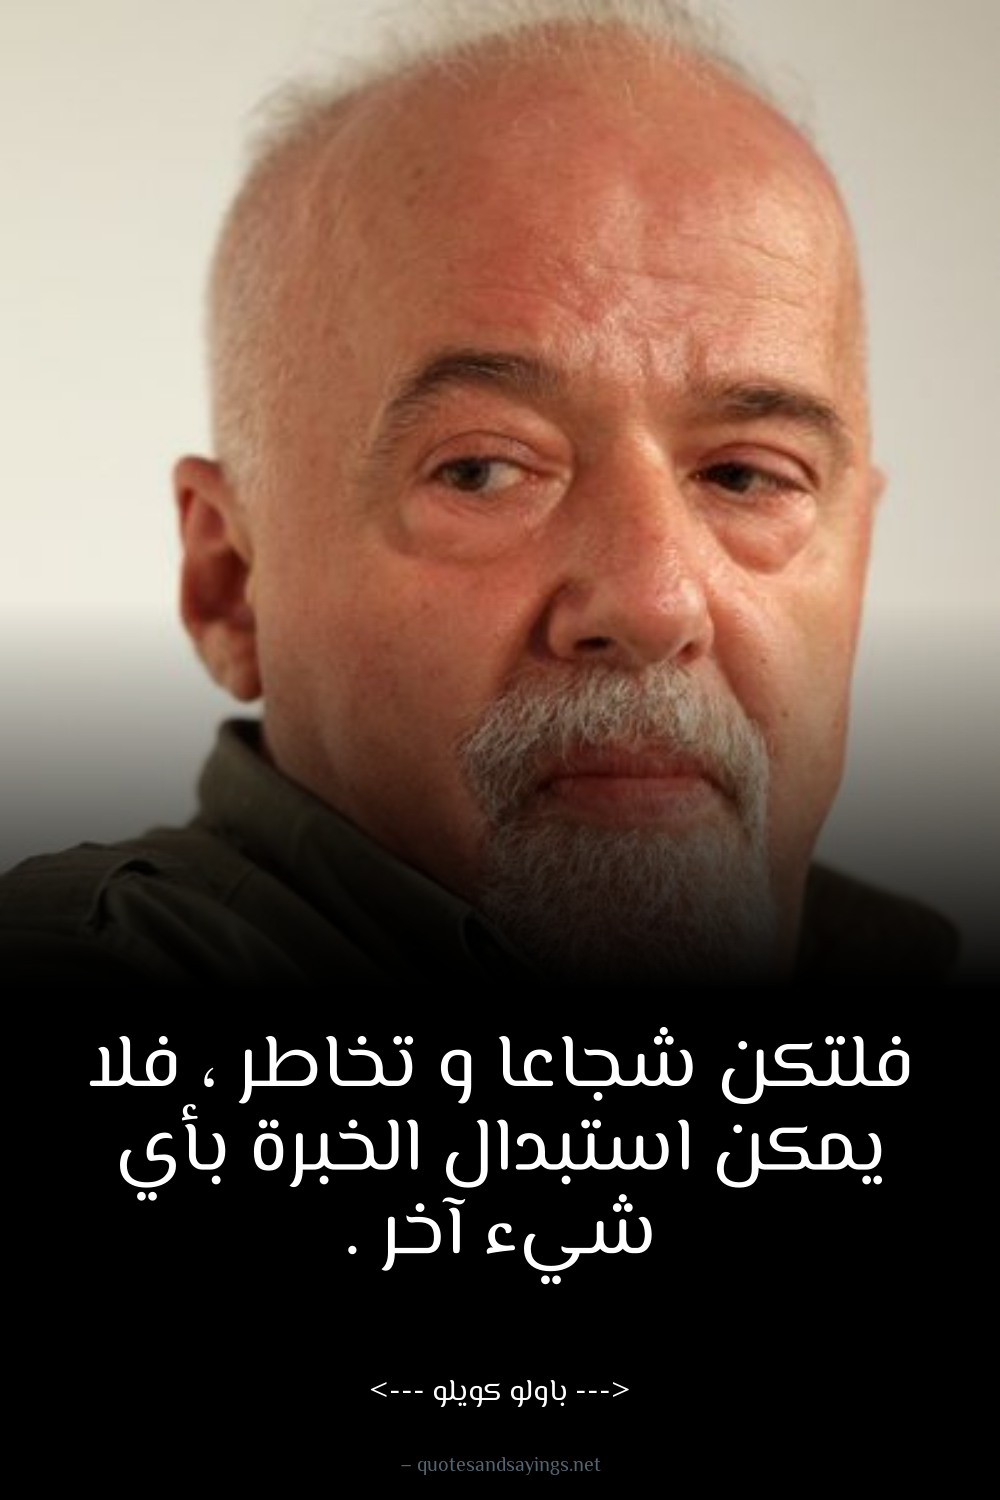 فلتكن شجاعا و تخاطر ، فلا
يمكن استبدال الخبرة بأي
شيء آخر .
<--- باولو كويلو --->
– quotesandsayings.net